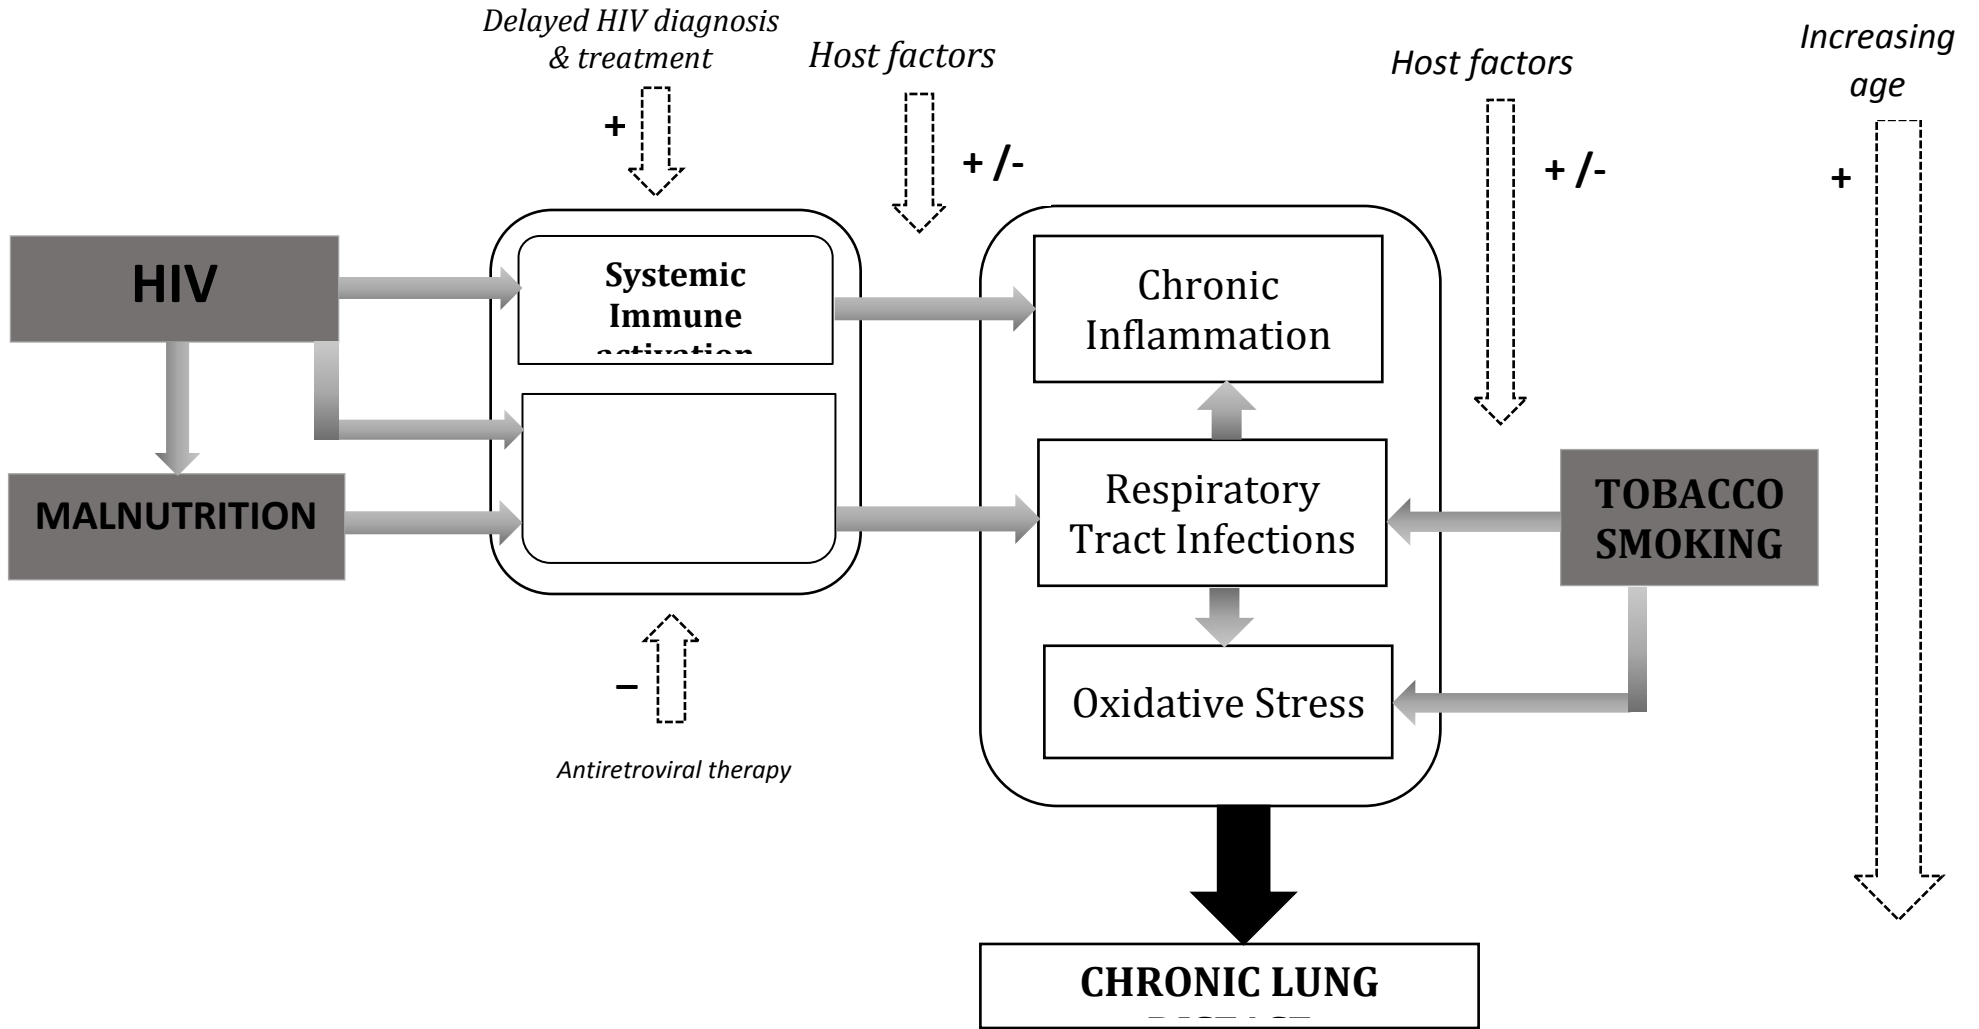 Delayed HIV diagnosis
& treatment
Host factors
Host factors
Increasing
age
+
+ /-
+ /-
+
HIV
Systemic
Immune
activation
Chronic
Inflammation
MALNUTRITION
Respiratory
Tract Infections
TOBACCO
SMOKING
Oxidative Stress
–
Antiretroviral therapy
CHRONIC LUNG